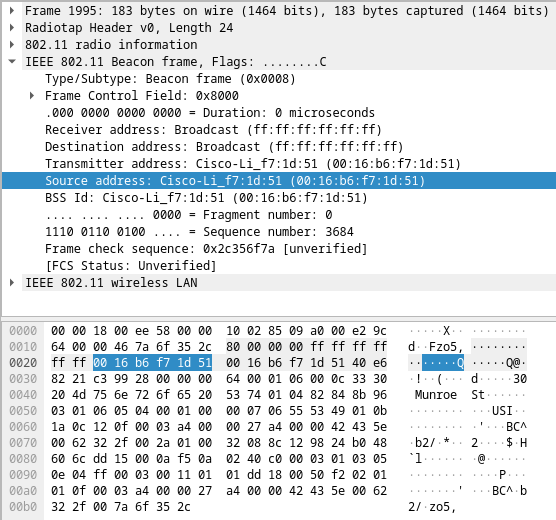 Frame 1995: 183 bytes on wire (1464 bits), 183 bytes captured (1464 bits)
Radiotap Header v0, Length 24
802.11 radio information
IEEE 802.11 Beacon frame, Flags: ........C
Type/Subtype: Beacon frame (0x0008)
Frame Control Field: 0x8000
.000 0000 0000 0000 = Duration: 0 microseconds
Receiver address: Broadcast (ff:ff:ff:ff:ff:ff)
Destination address: Broadcast (ff:ff:ff:ff:ff:ff)
Transmitter address: Cisco-Li_f7:1d:51 (00:16:b6:f7:1d:51)
Source address: Cisco-Li_f7:1d:51 (00:16:b6:f7:1d:51)
BSS Id: Cisco-Li_f7:1d:51 (00:16:b6:f7:1d:51)
.... .... .... 0000 = Fragment number: 0
1110 0110 0100 .... = Sequence number: 3684
Frame check sequence: 0x2c356f7a [unverified]
[FCS Status: Unverified]
IEEE 802.11 wireless LAN
0000 00 00 18 00 ee 58 00 00 10 02 85 09 a0 00 e2 9c ·····X·· ········
0010 64 00 00 46 7a 6f 35 2c 80 00 00 00 ff ff ff ff d··Fzo5, ········
0020 ff ff 00 16 b6 f7 1d 51 00 16 b6 f7 1d 51 40 e6 ·······Q ·····Q@·
0030 82 21 c3 99 28 00 00 00 64 00 01 06 00 0c 33 30 ·!··(··· d·····30
0040 20 4d 75 6e 72 6f 65 20 53 74 01 04 82 84 8b 96 Munroe St······
0050 03 01 06 05 04 00 01 00 00 07 06 55 53 49 01 0b ········ ···USI··
0060 1a 0c 12 0f 00 03 a4 00 00 27 a4 00 00 42 43 5e ········ ·'···BC^
0070 00 62 32 2f 00 2a 01 00 32 08 8c 12 98 24 b0 48 ·b2/·*·· 2····$·H
0080 60 6c dd 15 00 0a f5 0a 02 40 c0 00 03 01 03 05 `l······ ·@······
0090 0e 04 ff 00 03 00 11 01 01 dd 18 00 50 f2 02 01 ········ ····P···
00a0 01 0f 00 03 a4 00 00 27 a4 00 00 42 43 5e 00 62 ·······' ···BC^·b
00b0 32 2f 00 7a 6f 35 2c 2/·zo5,